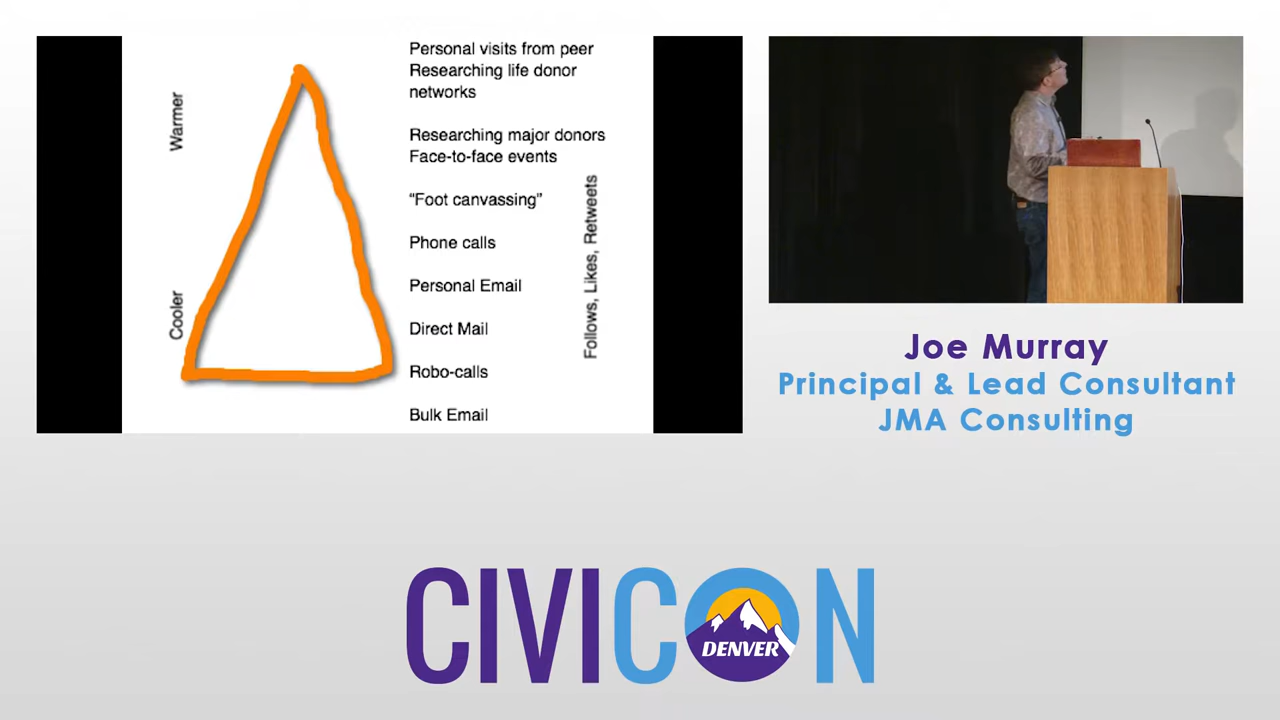 Personal visits from peer
Researching life donor
networks
Researching major donors
Face-to-face events
“Foot canvassing”
Phone calls
Personal Email
Direct Mail
Robo-calls
Bulk Email
Warmer
Cooler
Follows, Likes, Retweets
Joe Murray
Principal & Lead Consultant
JMA Consulting
CIVICON
DENVER